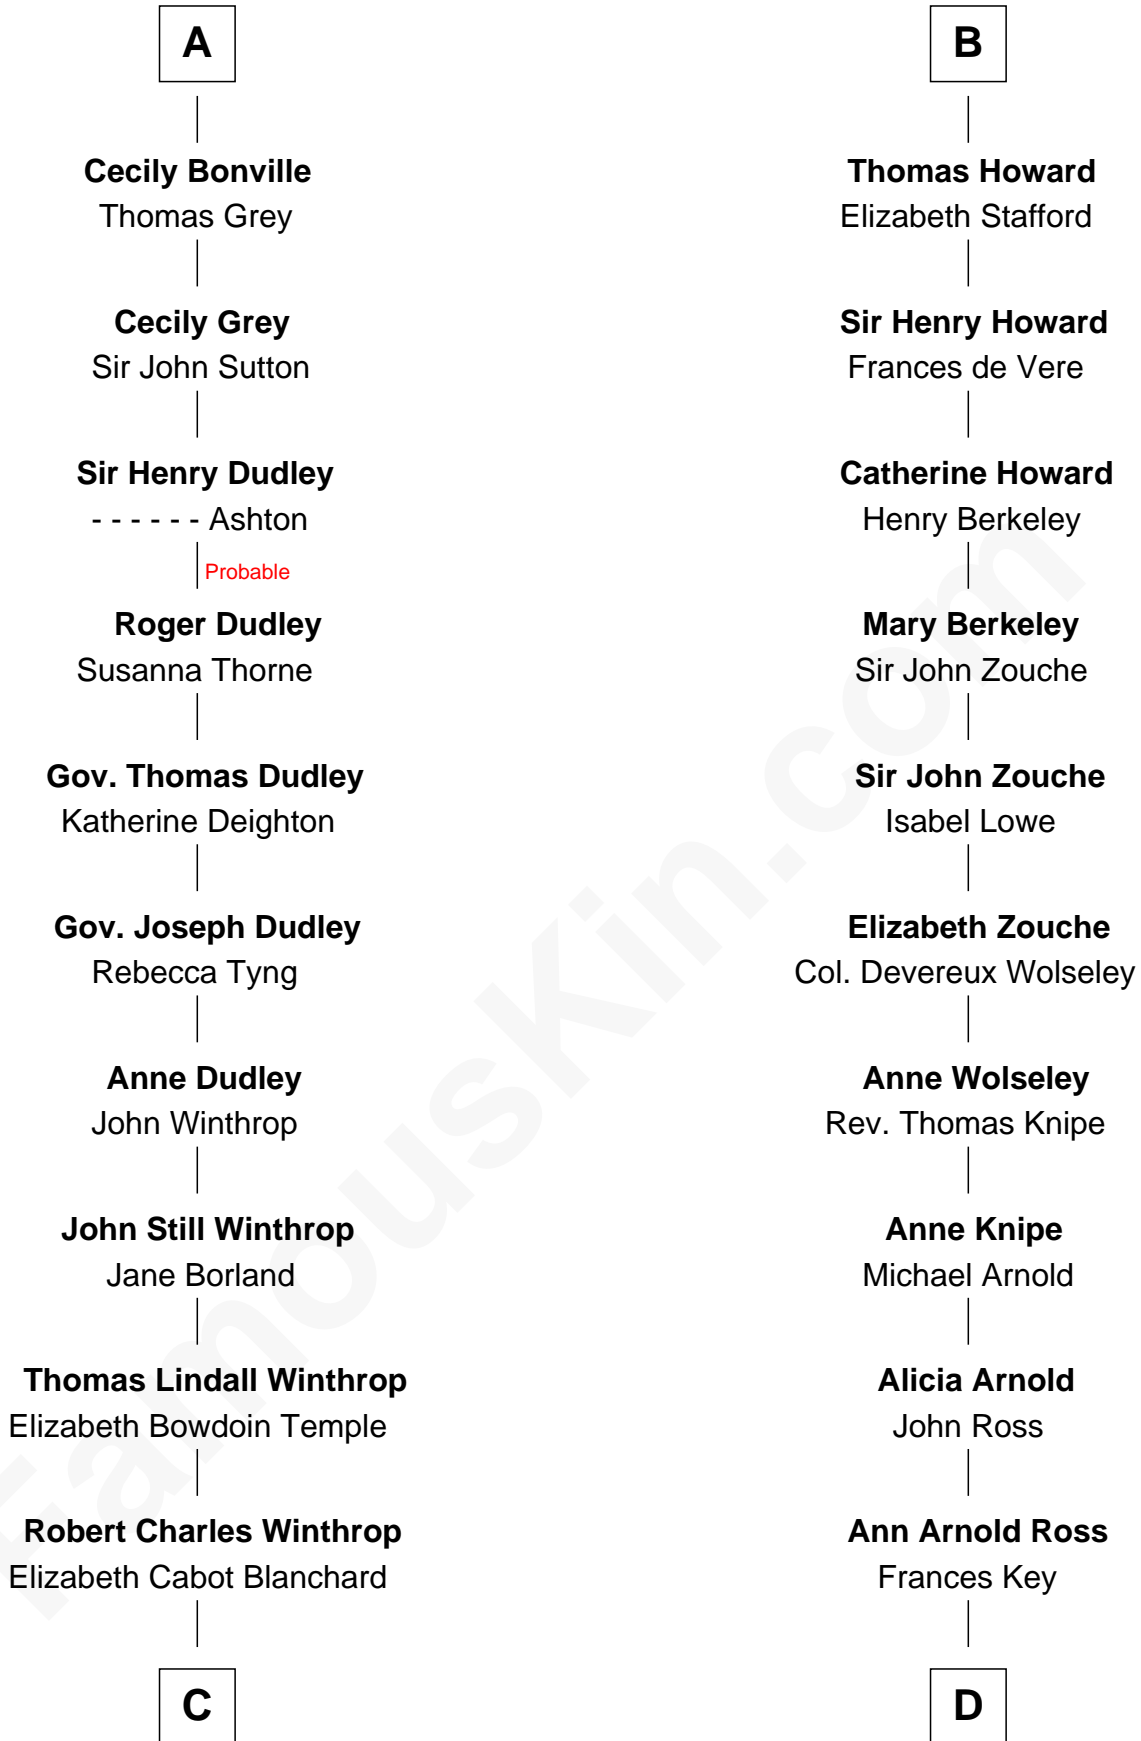 A
Cecily Bonville
Thomas Grey
Cecily Grey
Sir John Sutton
Sir Henry Dudley
- - - - - - Ashton
Probable
Roger Dudley
Susanna Thorne
Gov. Thomas Dudley
Katherine Deighton
Gov. Joseph Dudley
Rebecca Tyng
Anne Dudley
John Winthrop
John Still Winthrop
Jane Borland
Thomas Lindall Winthrop
Elizabeth Bowdoin Temple
Robert Charles Winthrop
Elizabeth Cabot Blanchard
C
B
Thomas Howard
Elizabeth Stafford
Sir Henry Howard
Frances de Vere
Catherine Howard
Henry Berkeley
Mary Berkeley
Sir John Zouche
Sir John Zouche
Isabel Lowe
Elizabeth Zouche
Col. Devereux Wolseley
Anne Wolseley
Rev. Thomas Knipe
Anne Knipe
Michael Arnold
Alicia Arnold
John Ross
Ann Arnold Ross
Frances Key
D
FamousKin.com